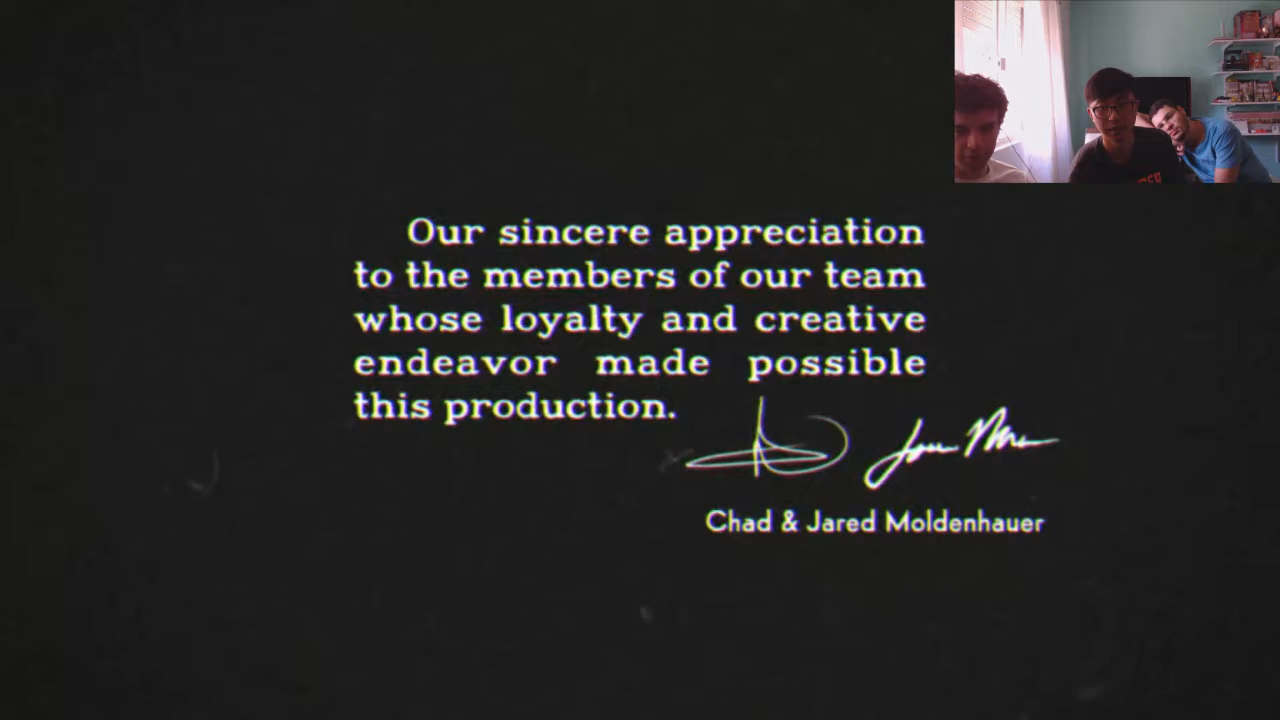 Our sincere appreciation
to the members of our team
whose loyalty and creative
endeavor made possible
this production.
Chad & Jared Moldenhauer